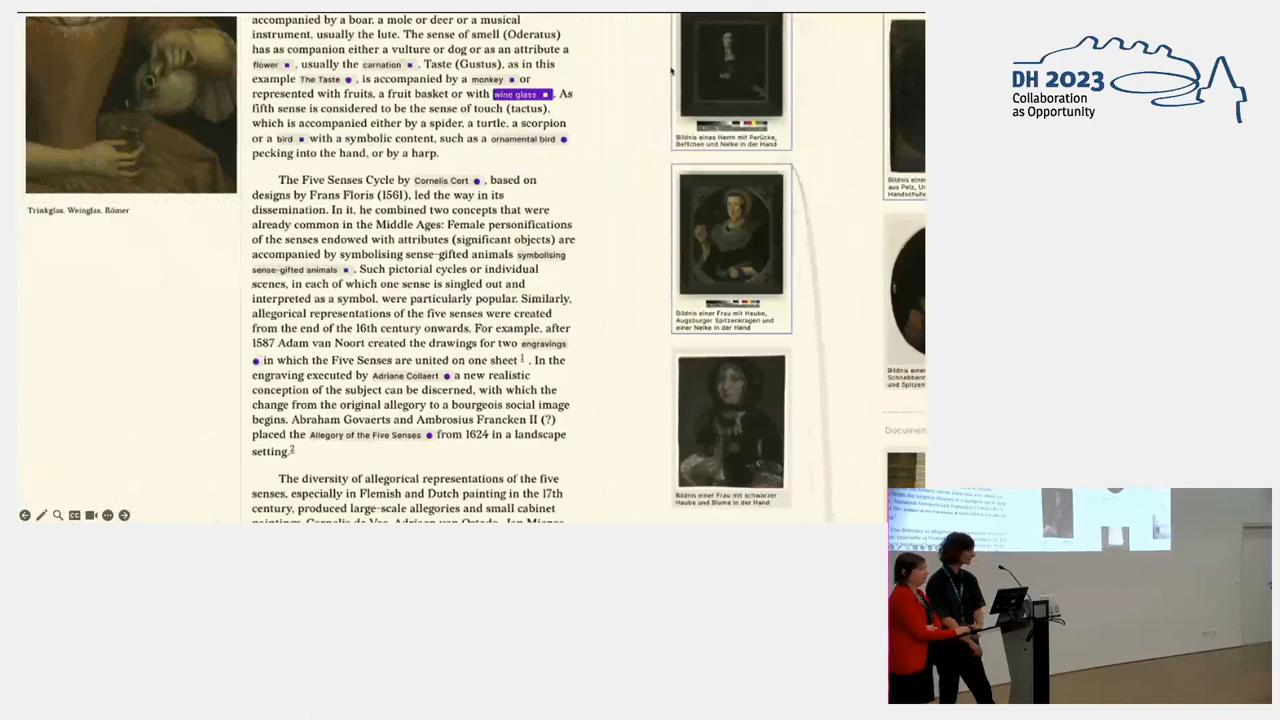 accompanied by a boar, a mole or deer or a musical
instrument, usually the lute. The sense of smell (Oderatus)
has as companion either a vulture or dog or as an attribute a
flower , usually the carnation . Taste (Gustus), as in this
example The Taste , is accompanied by a monkey or
represented with fruits, a fruit basket or with wine glass . As
fifth sense is considered to be the sense of touch (tactus),
which is accompanied either by a spider, a turtle, a scorpion
or a bird with a symbolic content, such as a ornamental bird
pecking into the hand, or by a harp.
The Five Senses Cycle by Cornelis Cort , based on
designs by Frans Floris (1561), led the way in its
dissemination. In it, he combined two concepts that were
already common in the Middle Ages: Female personifications
of the senses endowed with attributes (significant objects) are
accompanied by symbolising sense-gifted animals symbolising
sense-gifted animals . Such pictorial cycles or individual
scenes, in each of which one sense is singled out and
interpreted as a symbol, were particularly popular. Similarly,
allegorical representations of the five senses were created
from the end of the 16th century onwards. For example, after
1587 Adam van Noort created the drawings for two engravings
in which the Five Senses are united on one sheet 1 . In the
engraving executed by Adriane Collaert a new realistic
conception of the subject can be discerned, with which the
change from the original allegory to a bourgeois social image
begins. Abraham Govaerts and Ambrosius Francken II (?)
placed the Allegory of the Five Senses from 1624 in a landscape
setting.2
The diversity of allegorical representations of the five
senses, especially in Flemish and Dutch painting in the 17th
century, produced large-scale allegories and small cabinet
Trinkglas, Weinglas, Römer
Bildnis eines Herrn mit Perücke,
Beffchen und Nelke in der Hand
Bildnis einer Frau mit Haube,
Augsburger Spitzenkragen und
einer Nelke in der Hand
Bildnis einer Frau mit schwarzer
Haube und Blume in der Hand
Bildnis eine
aus Pelz, U
Handschuh
Bildnis eine
Schnebbent
und Spitzen
Documen
DH 2023
Collaboration
as Opportunity